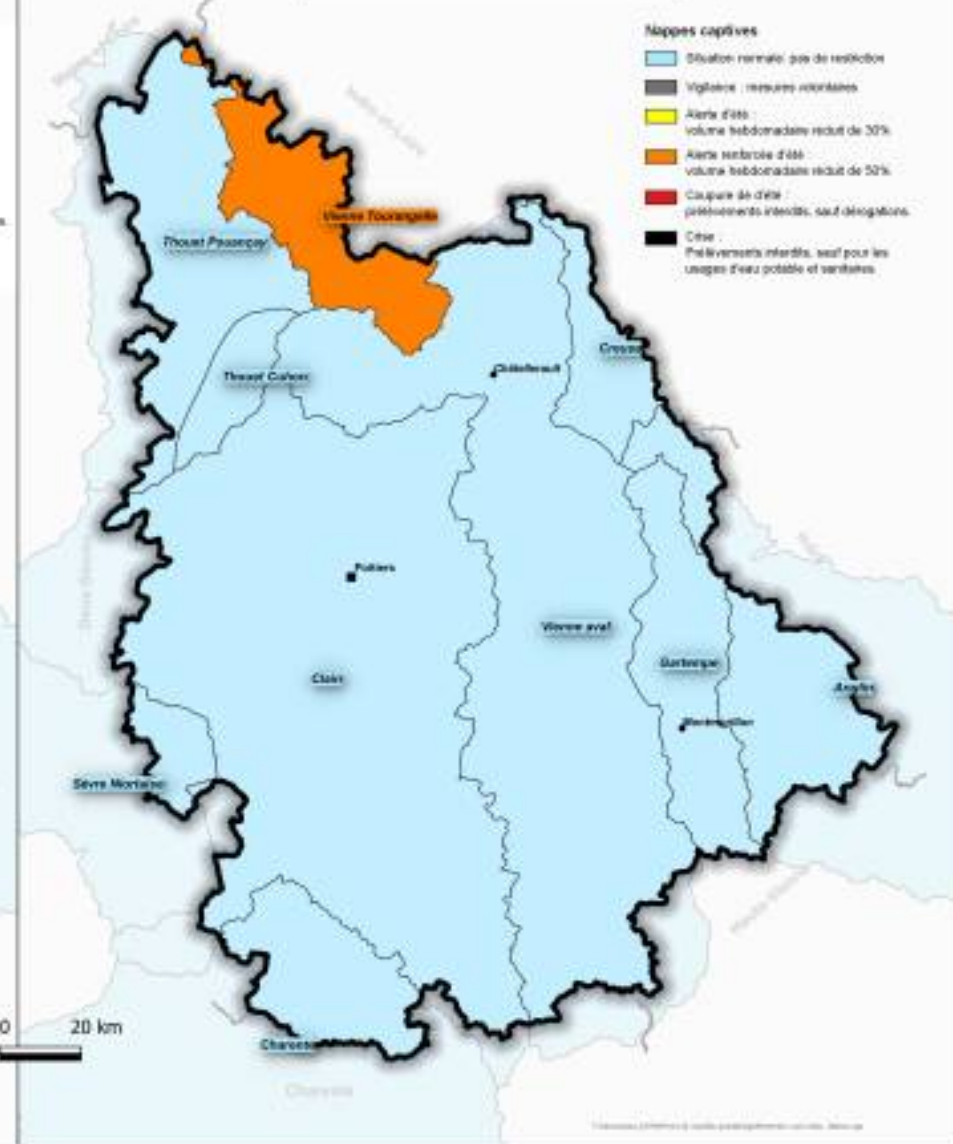 Nappes captives
Situation normale: pas de restriction
Vigilance : mesures volontaires
Alerte d'été :
volume hebdomadaire réduit de 30%
Alerte renforcée d'été
volume hebdomadaire réduit de 50%
Coupure de d'été :
prélèvements interdits, sauf dérogations
Crise :
Prélèvements interdits, sauf pour les
usages d'eau potable et sanitaires
Vienne Tourangelle
Thouet Pouançay
Creuse
Châtellerault
Thouet Cuhon
Poitiers
Vienne aval
Gartempe
Clain
Anglin
Montmorillon
Sèvre Niortaise
0 20 km
Charente
Charente